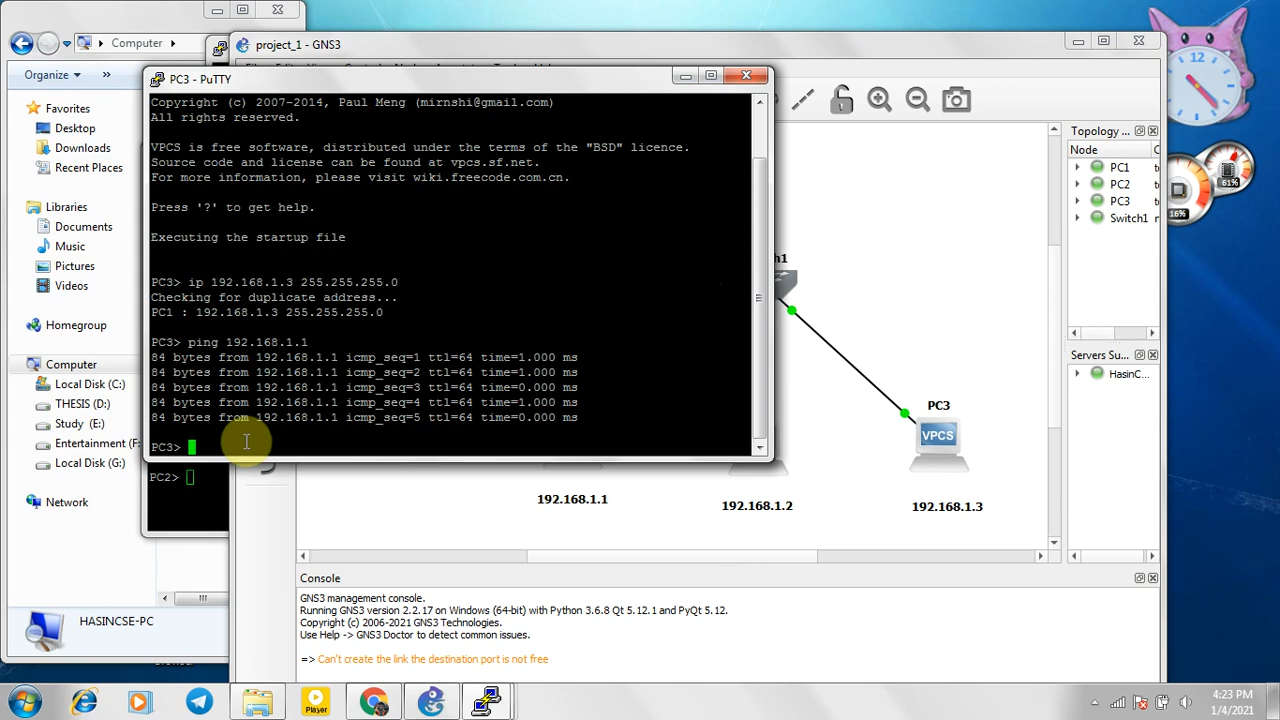 Computer
Organize
»
Favorites
Desktop
Downloads
Recent Places
Libraries
Documents
Music
Pictures
Videos
Homegroup
Computer
Local Disk (C:)
THESIS (D:)
Study (E:)
Entertainment (F:
Local Disk (G:)
Network
HASINCSE-PC
project_1 - GNS3
PC3 - PuTTY
Copyright (c) 2007-2014, Paul Meng (mirnshi@gmail.com)
All rights reserved.
VPCS is free software, distributed under the terms of the "BSD" licence.
Source code and license can be found at vpcs.sf.net.
For more information, please visit wiki.freecode.com.cn.
Press '?' to get help.
Executing the startup file
PC3> ip 192.168.1.3 255.255.255.0
Checking for duplicate address...
PC1 : 192.168.1.3 255.255.255.0
PC3> ping 192.168.1.1
84 bytes from 192.168.1.1 icmp_seq=1 ttl=64 time=1.000 ms
84 bytes from 192.168.1.1 icmp_seq=2 ttl=64 time=1.000 ms
84 bytes from 192.168.1.1 icmp_seq=3 ttl=64 time=0.000 ms
84 bytes from 192.168.1.1 icmp_seq=4 ttl=64 time=0.000 ms
84 bytes from 192.168.1.1 icmp_seq=5 ttl=64 time=0.000 ms
PC3>
PC2>
h1
PC3
VPCS
192.168.1.1
192.168.1.2
192.168.1.3
Topology ...
Node
PC1
PC2
PC3
Switch1
Servers Su...
HasinC...
Console
GNS3 management console.
Running GNS3 version 2.2.17 on Windows (64-bit) with Python 3.6.8 Qt 5.12.1 and PyQt 5.12.
Copyright (c) 2006-2021 GNS3 Technologies.
Use Help -> GNS3 Doctor to detect common issues.
=> Can't create the link the destination port is not free
61%
16%
Player
4:23 PM
1/4/2021